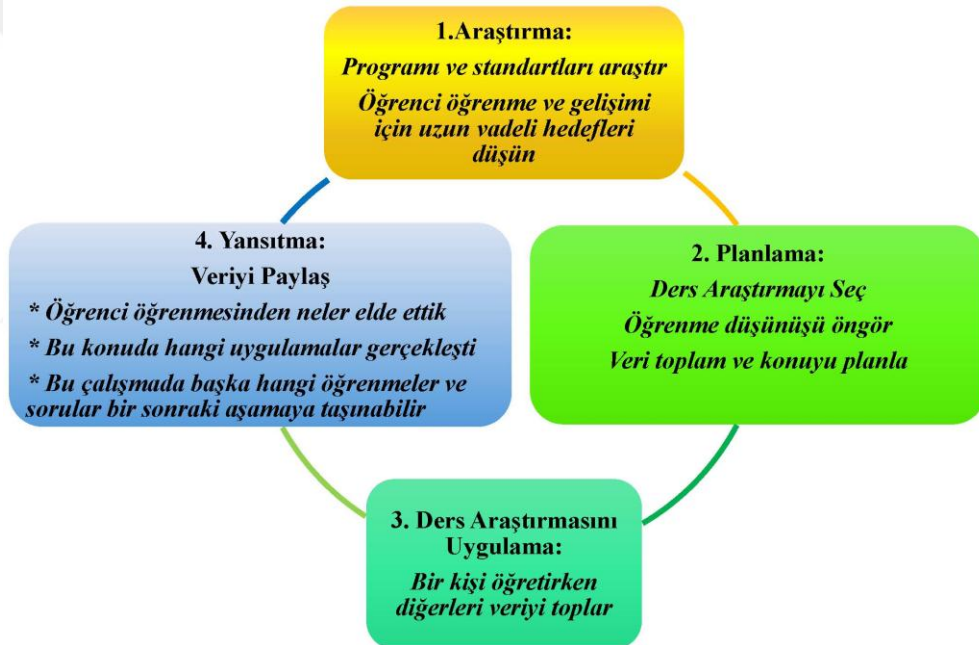 1.Araştırma:
Programı ve standartları araştır
Öğrenci öğrenme ve gelişimi
için uzun vadeli hedefleri
düşün
2. Planlama:
Ders Araştırmayı Seç
Öğrenme düşünüşü öngör
Veri toplam ve konuyu planla
3. Ders Araştırmasını
Uygulama:
Bir kişi öğretirken
diğerleri veriyi toplar
4. Yansıtma:
Veriyi Paylaş
* Öğrenci öğrenmesinden neler elde ettik
* Bu konuda hangi uygulamalar gerçekleşti
* Bu çalışmada başka hangi öğrenmeler ve
sorular bir sonraki aşamaya taşınabilir